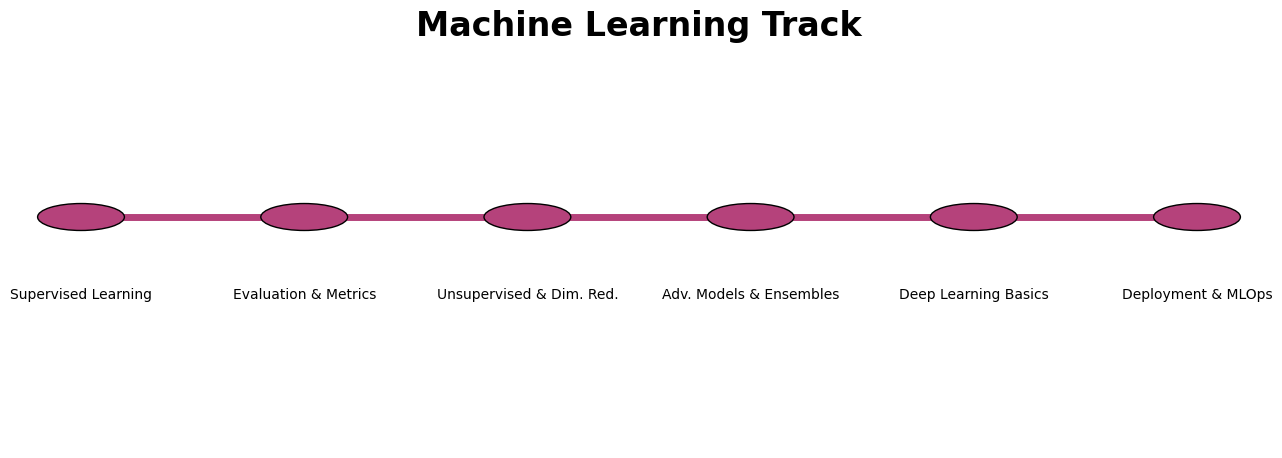 Machine Learning Track
Supervised Learning
Evaluation & Metrics
Unsupervised & Dim. Red.
Adv. Models & Ensembles
Deep Learning Basics
Deployment & MLOps